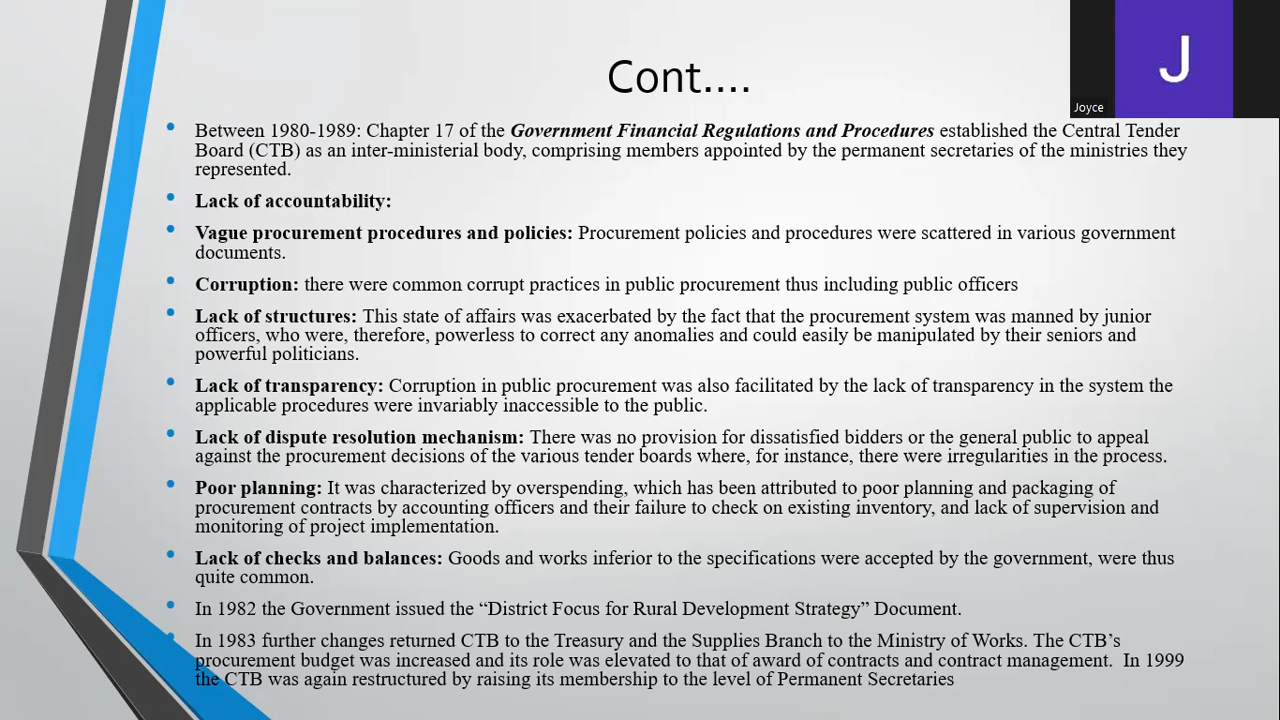 J
Joyce
Cont....
Between 1980-1989: Chapter 17 of the Government Financial Regulations and Procedures established the Central Tender
Board (CTB) as an inter-ministerial body, comprising members appointed by the permanent secretaries of the ministries they
represented.
Lack of accountability:
Vague procurement procedures and policies: Procurement policies and procedures were scattered in various government
documents.
Corruption: there were common corrupt practices in public procurement thus including public officers
Lack of structures: This state of affairs was exacerbated by the fact that the procurement system was manned by junior
officers, who were, therefore, powerless to correct any anomalies and could easily be manipulated by their seniors and
powerful politicians.
Lack of transparency: Corruption in public procurement was also facilitated by the lack of transparency in the system the
applicable procedures were invariably inaccessible to the public.
Lack of dispute resolution mechanism: There was no provision for dissatisfied bidders or the general public to appeal
against the procurement decisions of the various tender boards where, for instance, there were irregularities in the process.
Poor planning: It was characterized by overspending, which has been attributed to poor planning and packaging of
procurement contracts by accounting officers and their failure to check on existing inventory, and lack of supervision and
monitoring of project implementation.
Lack of checks and balances: Goods and works inferior to the specifications were accepted by the government, were thus
quite common.
In 1982 the Government issued the “District Focus for Rural Development Strategy” Document.
In 1983 further changes returned CTB to the Treasury and the Supplies Branch to the Ministry of Works. The CTB’s
procurement budget was increased and its role was elevated to that of award of contracts and contract management.  In 1999
the CTB was again restructured by raising its membership to the level of Permanent Secretaries